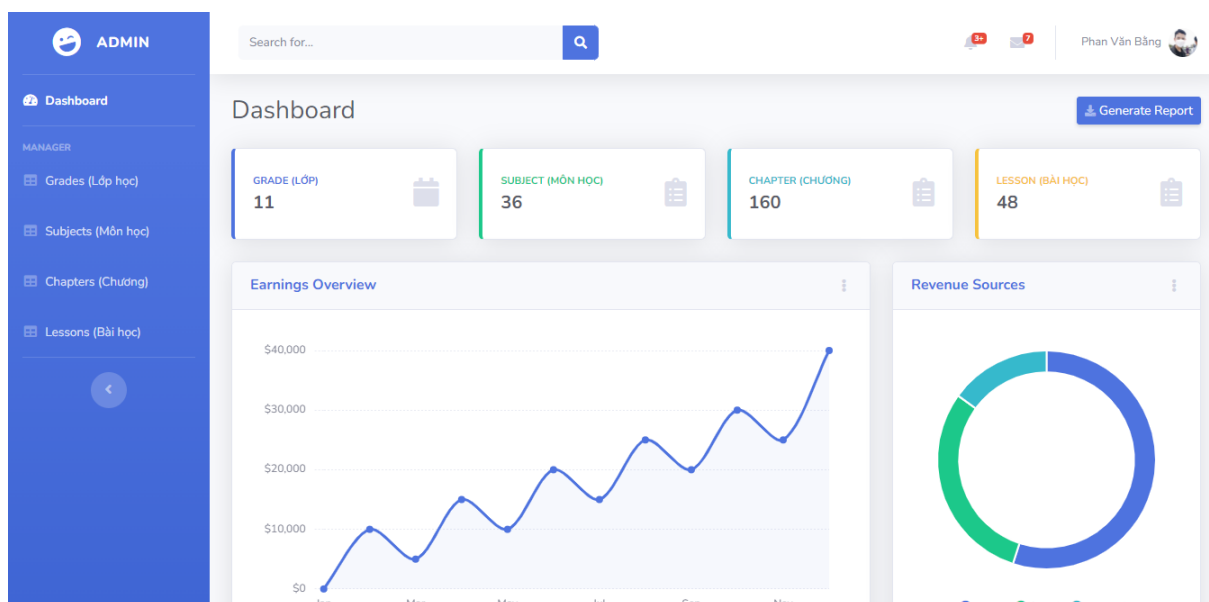 ADMIN
Search for...
3+
7
Phan Văn Bằng
Dashboard
MANAGER
Grades (Lớp học)
Subjects (Môn học)
Chapters (Chương)
Lessons (Bài học)
Dashboard
Generate Report
GRADE (LỚP)
11
SUBJECT (MÔN HỌC)
36
CHAPTER (CHƯƠNG)
160
LESSON (BÀI HỌC)
48
Earnings Overview
$40,000
$30,000
$20,000
$10,000
$0
Revenue Sources